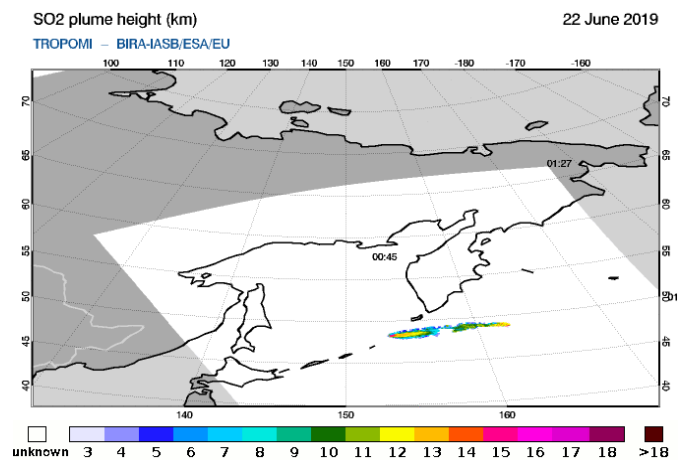 SO2 plume height (km) 22 June 2019
TROPOMI – BIRA-IASB/ESA/EU
100 110 120 130 140 150 160 170 -180 -170 -160
70 70
65 65
01:27
60 60
55 55
00:45
50 50
01
45 45
40 40
140 150 160
unknown 3 4 5 6 7 8 9 10 11 12 13 14 15 16 17 18 >18